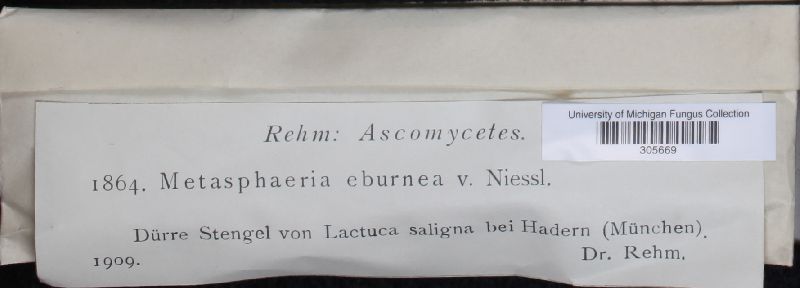 Rehm: Ascomycetes.
University of Michigan Fungus Collection
305669
1864. Metasphaeria eburnea v. Niessl.
Dürre Stengel von Lactuca saligna bei Hadern (München).
1909. Dr. Rehm.